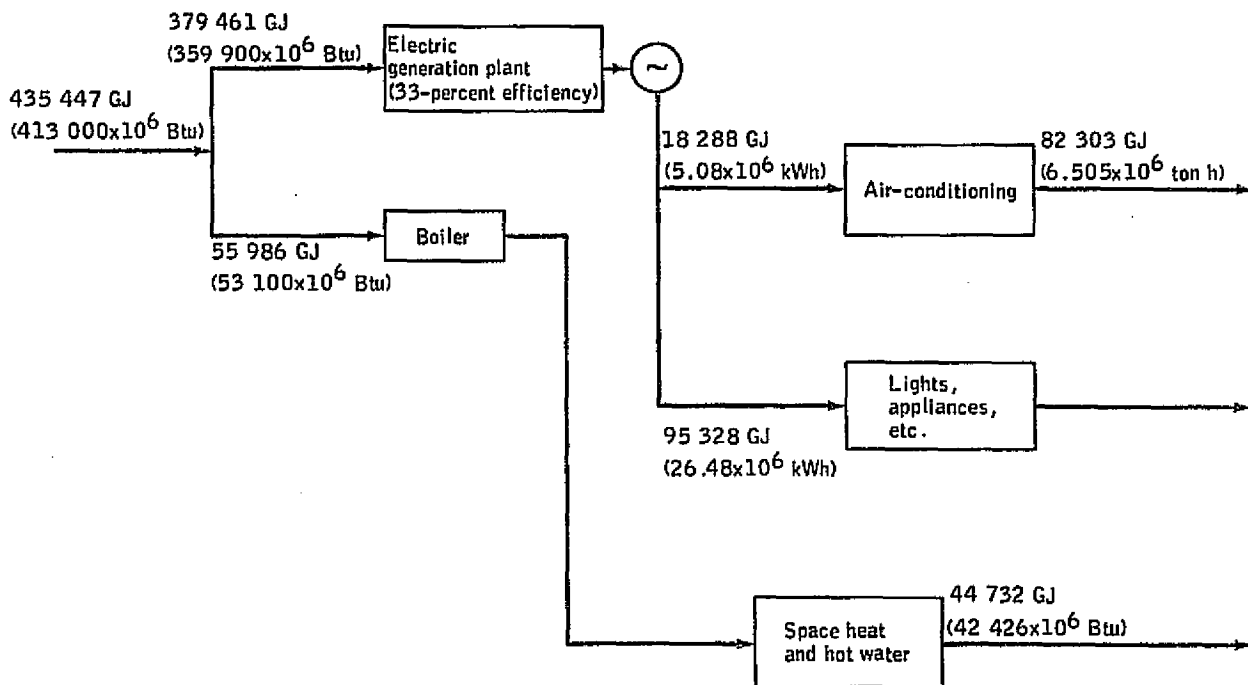 379 461 GJ
(359 900x10⁶ Btu)
Electric
generation plant
(33-percent efficiency)
~
435 447 GJ
(413 000x10⁶ Btu)
18 288 GJ
(5.08x10⁶ kWh)
Air-conditioning
82 303 GJ
(6.505x10⁶ ton h)
Boiler
55 986 GJ
(53 100x10⁶ Btu)
Lights,
appliances,
etc.
95 328 GJ
(26.48x10⁶ kWh)
Space heat
and hot water
44 732 GJ
(42 426x10⁶ Btu)